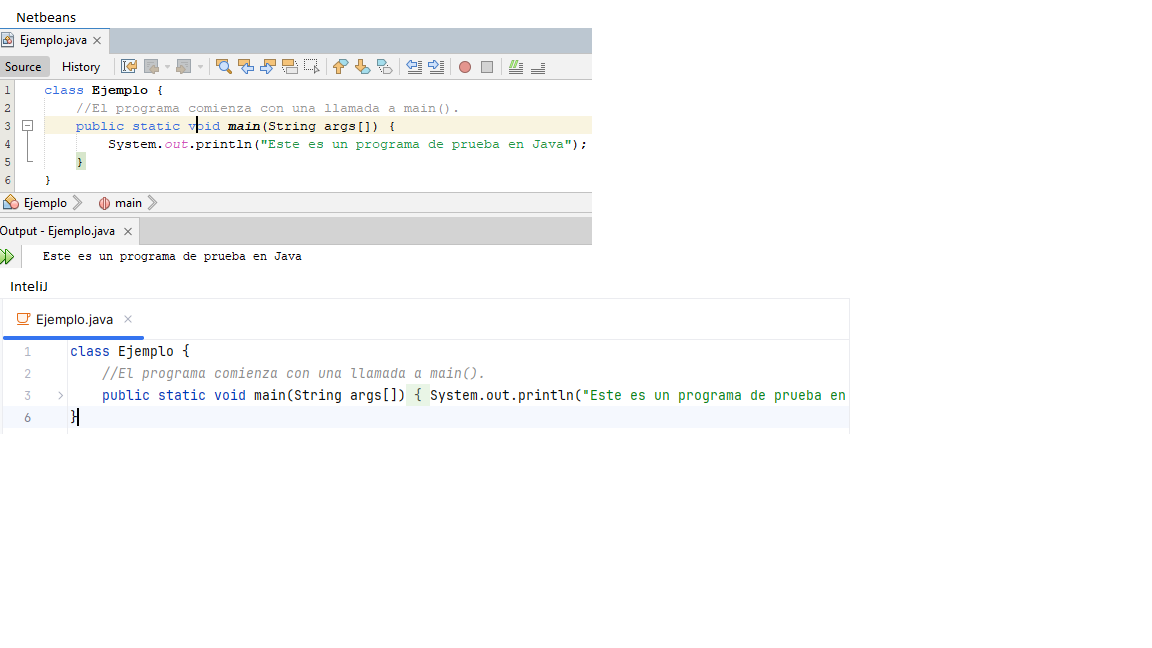 Netbeans
Ejemplo.java
Source History
1 class Ejemplo {
2 //El programa comienza con una llamada a main().
3 public static void main(String args[]) {
4 System.out.println("Este es un programa de prueba en Java");
5 }
6 }
Ejemplo main
Output - Ejemplo.java
Este es un programa de prueba en Java
InteliJ
Ejemplo.java
1 class Ejemplo {
2 //El programa comienza con una llamada a main().
3 public static void main(String args[]) { System.out.println("Este es un programa de prueba en
6 }